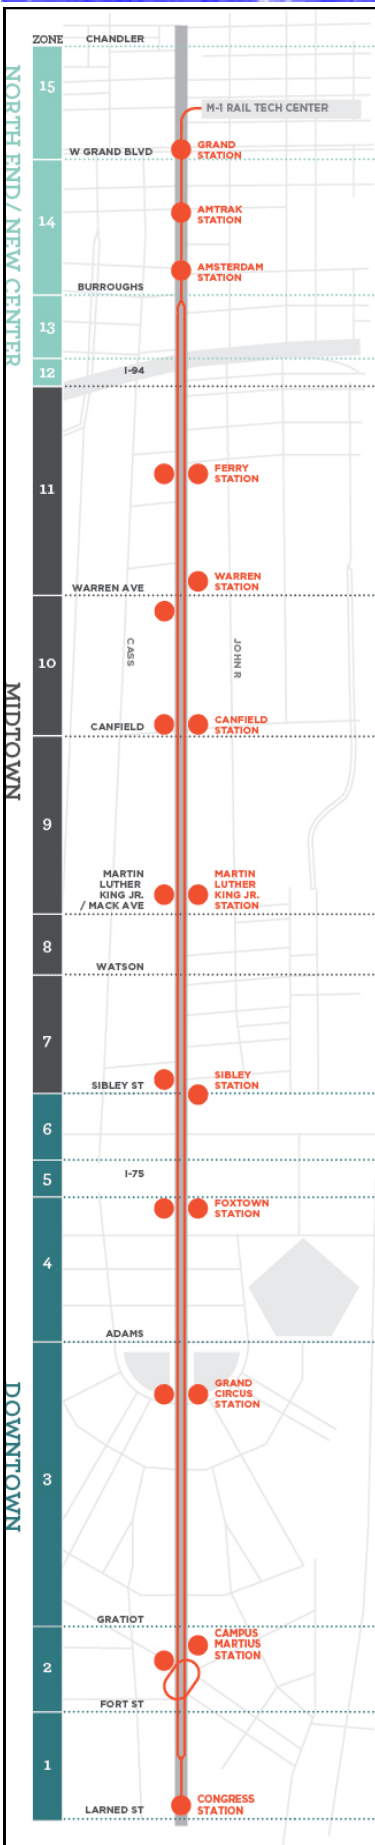 ZONE
CHANDLER
NORTH END / NEW CENTER
15
M-1 RAIL TECH CENTER
W GRAND BLVD
GRAND
STATION
14
AMTRAK
STATION
AMSTERDAM
STATION
BURROUGHS
13
12
I-94
MIDTOWN
11
FERRY
STATION
WARREN AVE
WARREN
STATION
10
CASS
JOHN R
CANFIELD
CANFIELD
STATION
9
MARTIN
LUTHER
KING JR.
/ MACK AVE
MARTIN
LUTHER
KING JR.
STATION
8
WATSON
7
SIBLEY ST
SIBLEY
STATION
DOWNTOWN
6
5
I-75
FOXTOWN
STATION
4
ADAMS
GRAND
CIRCUS
STATION
3
GRATIOT
CAMPUS
MARTIUS
STATION
2
FORT ST
1
LARNED ST
CONGRESS
STATION